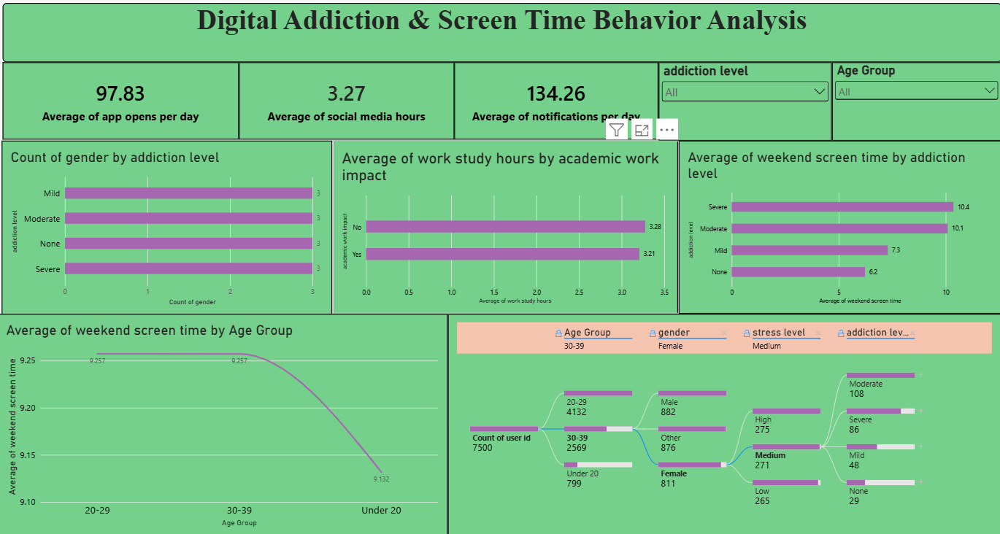 Digital Addiction & Screen Time Behavior Analysis
97.83
Average of app opens per day
3.27
Average of social media hours
134.26
Average of notifications per day
addiction level
All
Age Group
All
Count of gender by addiction level
addiction level
Mild
3
Moderate
3
None
3
Severe
3
0 1 2 3
Count of gender
Average of work study hours by academic work
impact
academic work impact
No
3.28
Yes
3.21
0.0 0.5 1.0 1.5 2.0 2.5 3.0 3.5
Average of work study hours
Average of weekend screen time by addiction
level
addiction level
Severe
10.4
Moderate
10.1
Mild
7.3
None
6.2
0 5 10
Average of weekend screen time
Average of weekend screen time by Age Group
Average of weekend screen time
9.25
9.20
9.15
9.10
9.257
9.257
9.132
20-29 30-39 Under 20
Age Group
Age Group
30-39
gender
Female
stress level
Medium
addiction lev...
Count of user id
7500
20-29
4132
30-39
2569
Under 20
799
Male
882
Other
876
Female
811
High
275
Medium
271
Low
265
Moderate
108
Severe
86
Mild
48
None
29